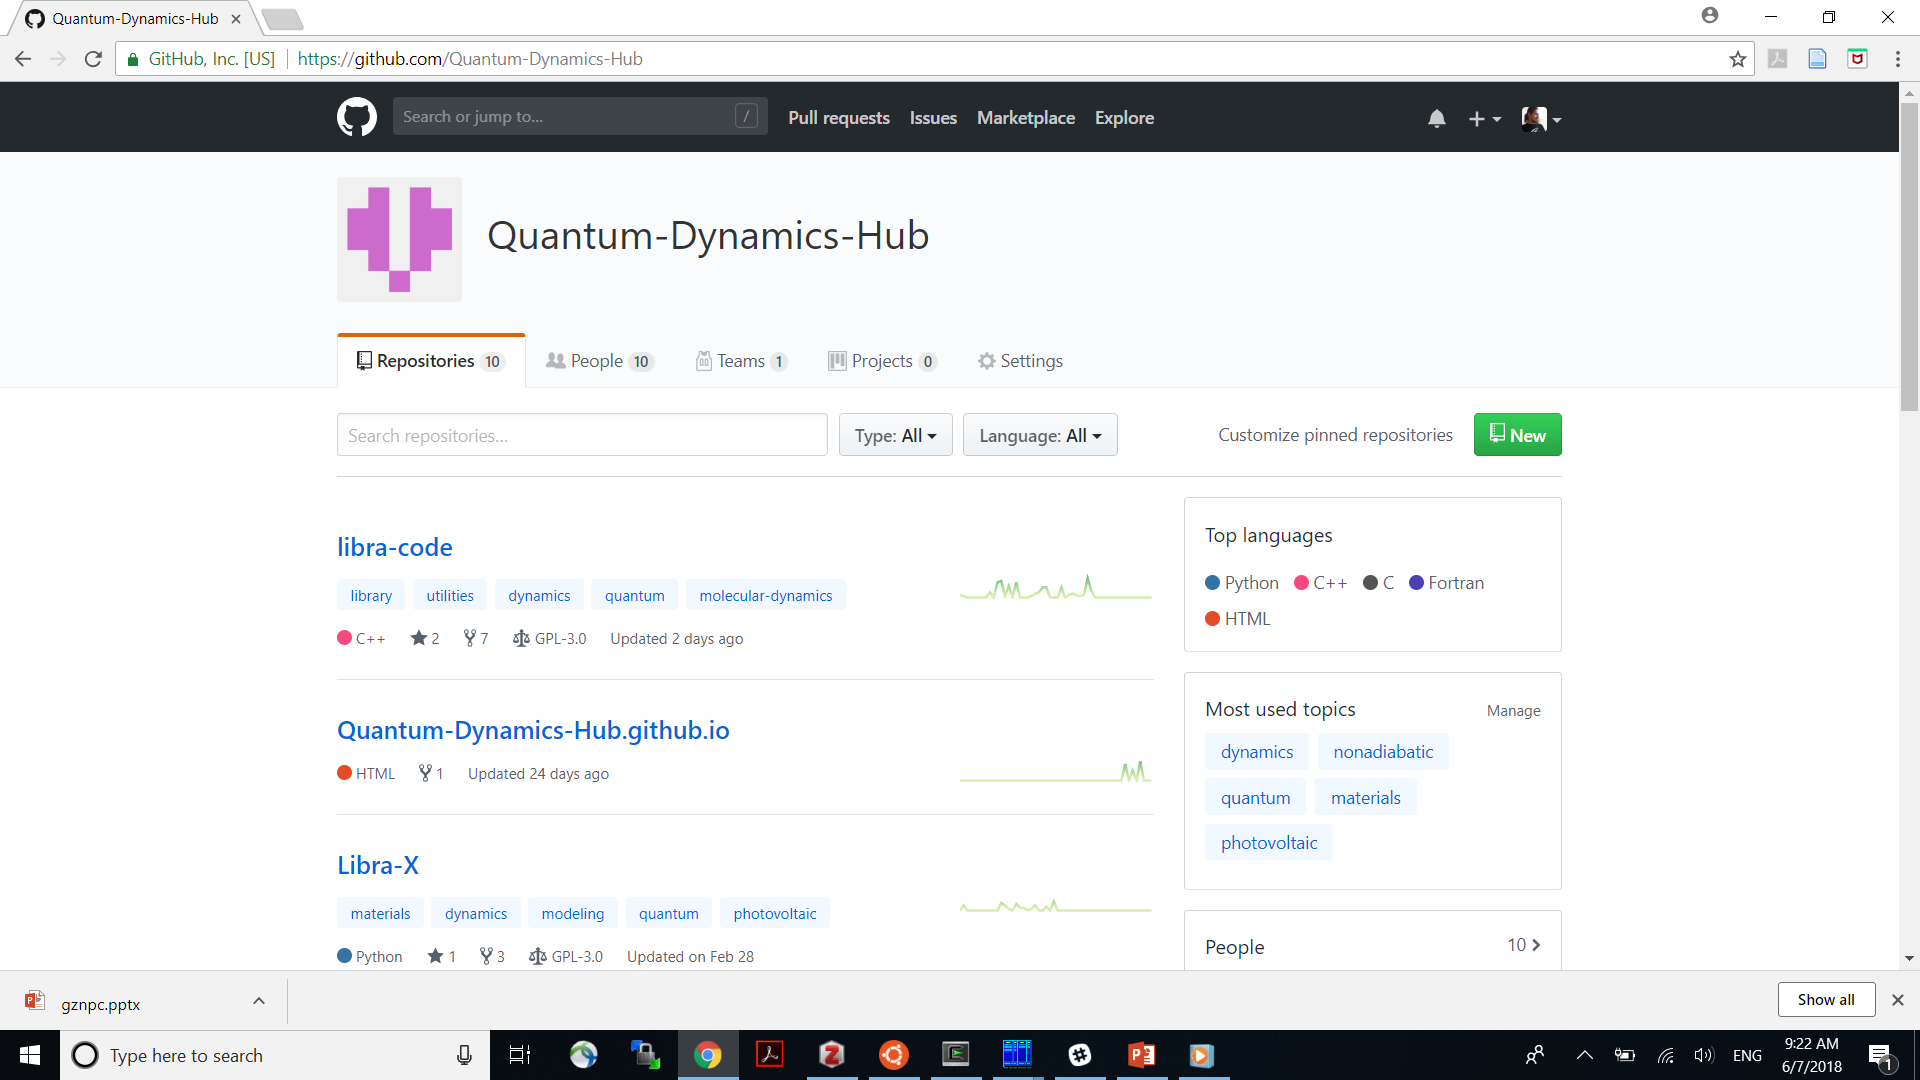 Quantum-Dynamics-Hub
GitHub, Inc. [US] https://github.com/Quantum-Dynamics-Hub
Search or jump to... / Pull requests Issues Marketplace Explore
Quantum-Dynamics-Hub
Repositories 10 People 10 Teams 1 Projects 0 Settings
Search repositories... Type: All Language: All Customize pinned repositories New
libra-code
library utilities dynamics quantum molecular-dynamics
C++ 2 7 GPL-3.0 Updated 2 days ago
Quantum-Dynamics-Hub.github.io
HTML 1 Updated 24 days ago
Libra-X
materials dynamics modeling quantum photovoltaic
Python 1 3 GPL-3.0 Updated on Feb 28
Top languages
Python C++ C Fortran
HTML
Most used topics Manage
dynamics nonadiabatic
quantum materials
photovoltaic
People 10
gznpc.pptx Show all
Type here to search ENG 9:22 AM
6/7/2018 1